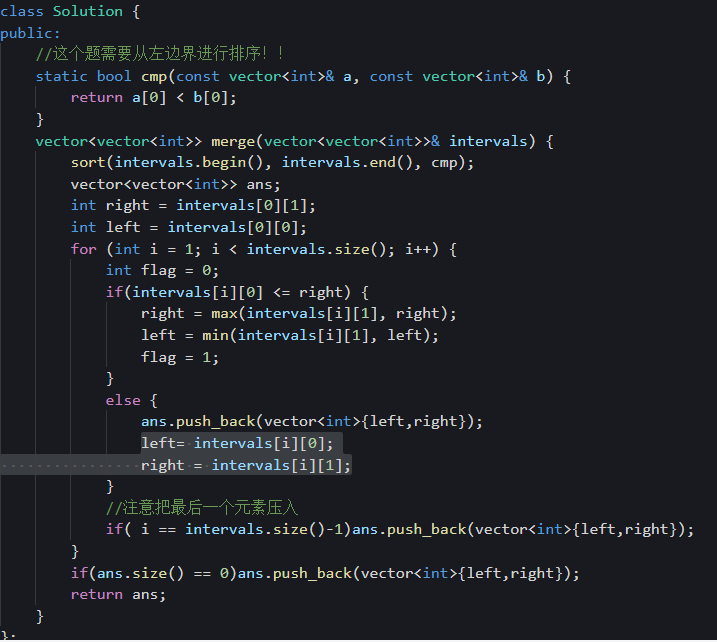 class Solution {
public:
    //这个题需要从左边界进行排序！！
    static bool cmp(const vector<int>& a, const vector<int>& b) {
        return a[0] < b[0];
    }
    vector<vector<int>> merge(vector<vector<int>>& intervals) {
        sort(intervals.begin(), intervals.end(), cmp);
        vector<vector<int>> ans;
        int right = intervals[0][1];
        int left = intervals[0][0];
        for (int i = 1; i < intervals.size(); i++) {
            int flag = 0;
            if(intervals[i][0] <= right) {
                right = max(intervals[i][1], right);
                left = min(intervals[i][1], left);
                flag = 1;
            }
            else {
                ans.push_back(vector<int>{left,right});
                left= intervals[i][0];
                right = intervals[i][1];
            }
            //注意把最后一个元素压入
            if( i == intervals.size()-1)ans.push_back(vector<int>{left,right});
        }
        if(ans.size() == 0)ans.push_back(vector<int>{left,right});
        return ans;
    }
};